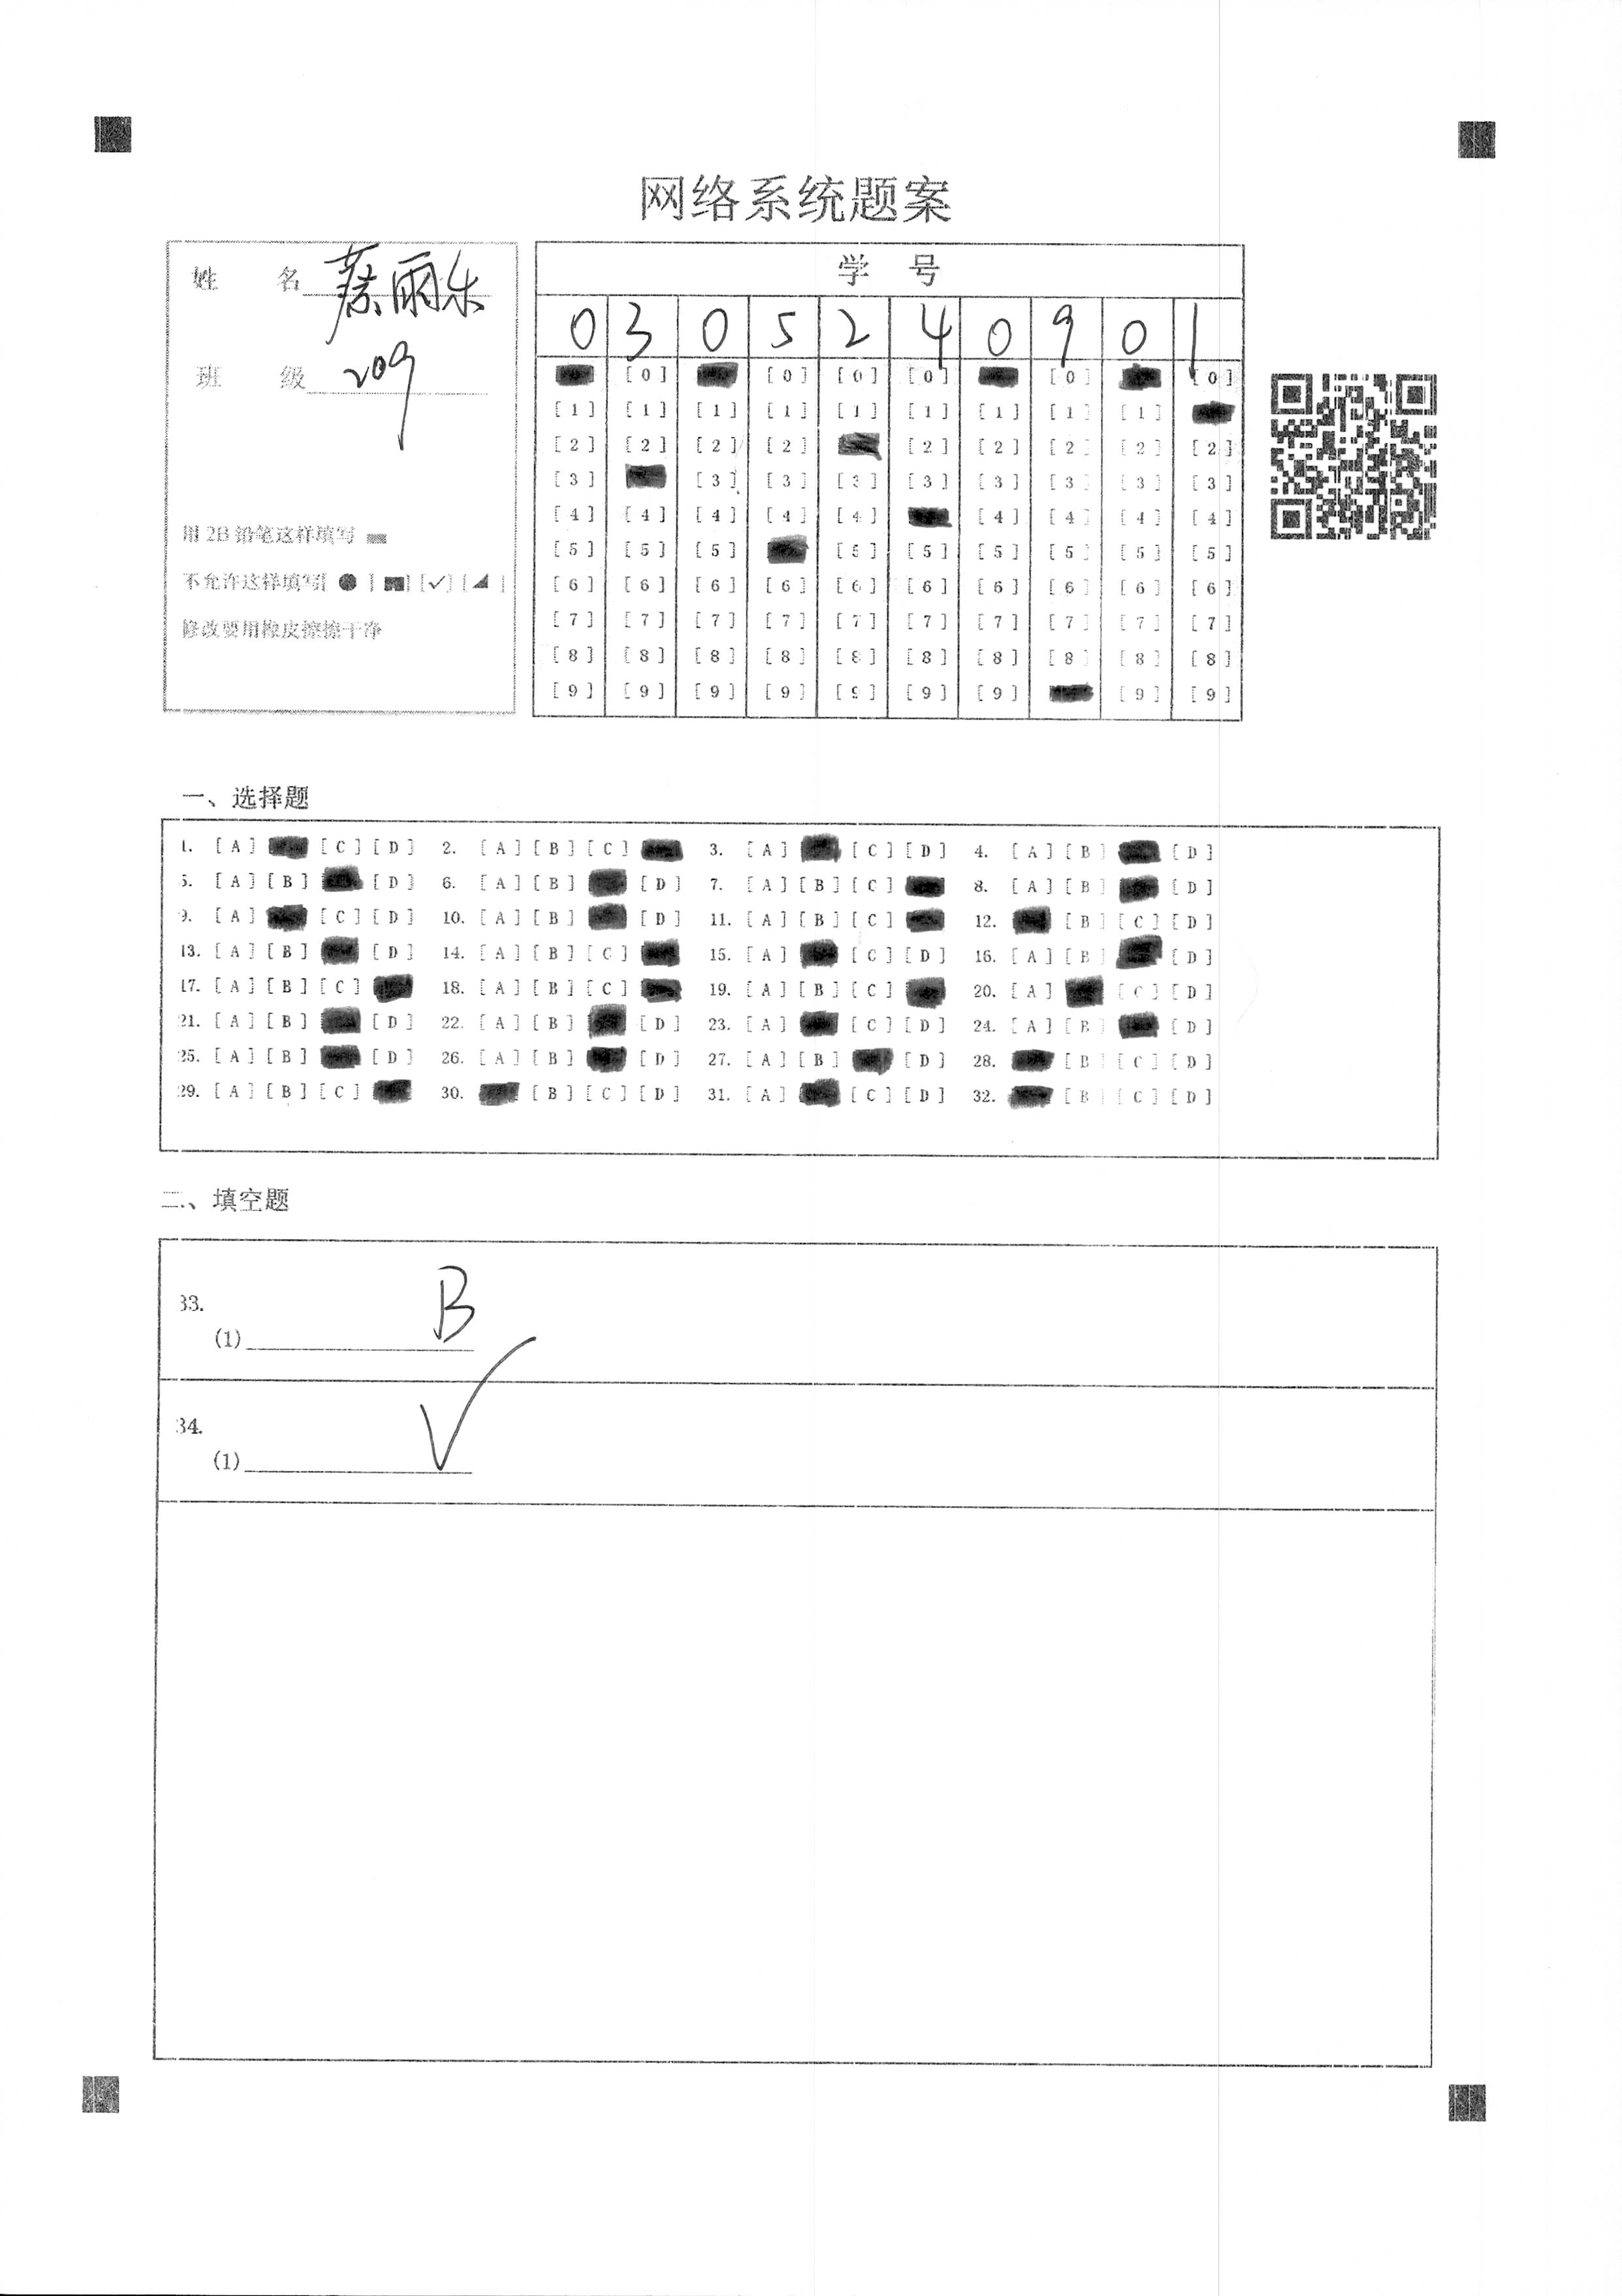 网络系统题案
姓 名 蔡雨乐
班 级 209
用 2B 铅笔这样填写
不允许这样填写[ ● ] [ ] [✓] [ ]
修改要用橡皮擦擦干净
学 号
0 3 0 5 2 4 0 9 0 1
[0] [0] [0] [0] [0] [0]
[1] [1] [1] [1] [1] [1] [1] [1] [1]
[2] [2] [2] [2] [2] [2] [2] [2] [2]
[3] [3] [3] [3] [3] [3] [3] [3] [3]
[4] [4] [4] [4] [4] [4] [4] [4] [4]
[5] [5] [5] [5] [5] [5] [5] [5] [5]
[6] [6] [6] [6] [6] [6] [6] [6] [6] [6]
[7] [7] [7] [7] [7] [7] [7] [7] [7] [7]
[8] [8] [8] [8] [8] [8] [8] [8] [8] [8]
[9] [9] [9] [9] [9] [9] [9] [9] [9]
一、选择题
1. [A] [C] [D] 2. [A] [B] [C] 3. [A] [C] [D] 4. [A] [B] [D]
5. [A] [B] [D] 6. [A] [B] [D] 7. [A] [B] [C] 8. [A] [B] [D]
9. [A] [C] [D] 10. [A] [B] [D] 11. [A] [B] [C] 12. [B] [C] [D]
13. [A] [B] [D] 14. [A] [B] [C] 15. [A] [C] [D] 16. [A] [B] [D]
17. [A] [B] [C] 18. [A] [B] [C] 19. [A] [B] [C] 20. [A] [C] [D]
21. [A] [B] [D] 22. [A] [B] [D] 23. [A] [C] [D] 24. [A] [B] [D]
25. [A] [B] [D] 26. [A] [B] [D] 27. [A] [B] [D] 28. [B] [C] [D]
29. [A] [B] [C] 30. [B] [C] [D] 31. [A] [C] [D] 32. [B] [C] [D]
二、填空题
33.
(1) B
34.
(1) √